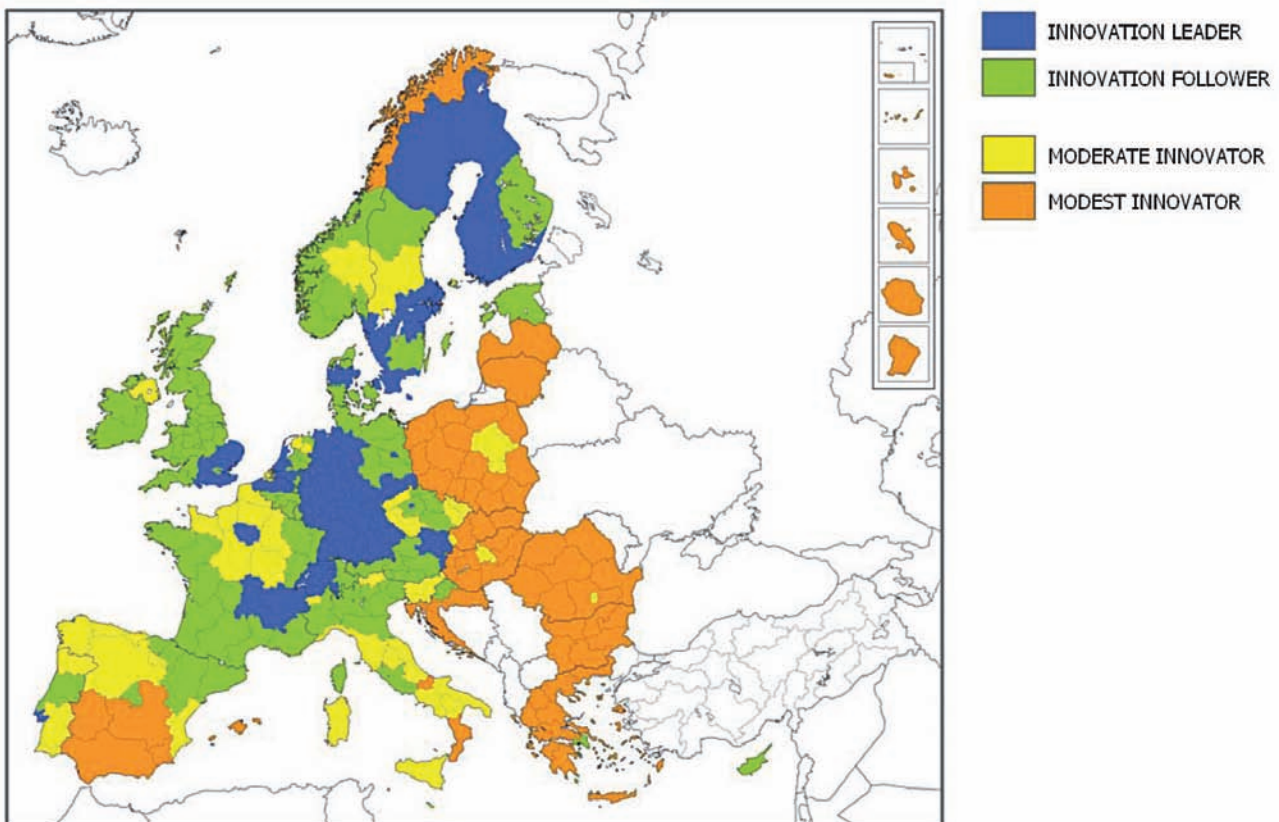 INNOVATION LEADER
INNOVATION FOLLOWER
MODERATE INNOVATOR
MODEST INNOVATOR